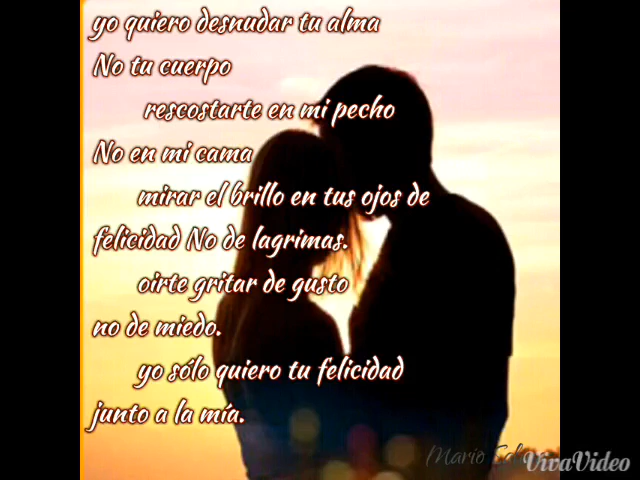 yo quiero desnudar tu alma
No tu cuerpo
rescostarte en mi pecho
No en mi cama
mirar el brillo en tus ojos de
felicidad No de lagrimas.
oirte gritar de gusto
no de miedo.
yo sólo quiero tu felicidad
junto a la mía.
Mario
VivaVideo